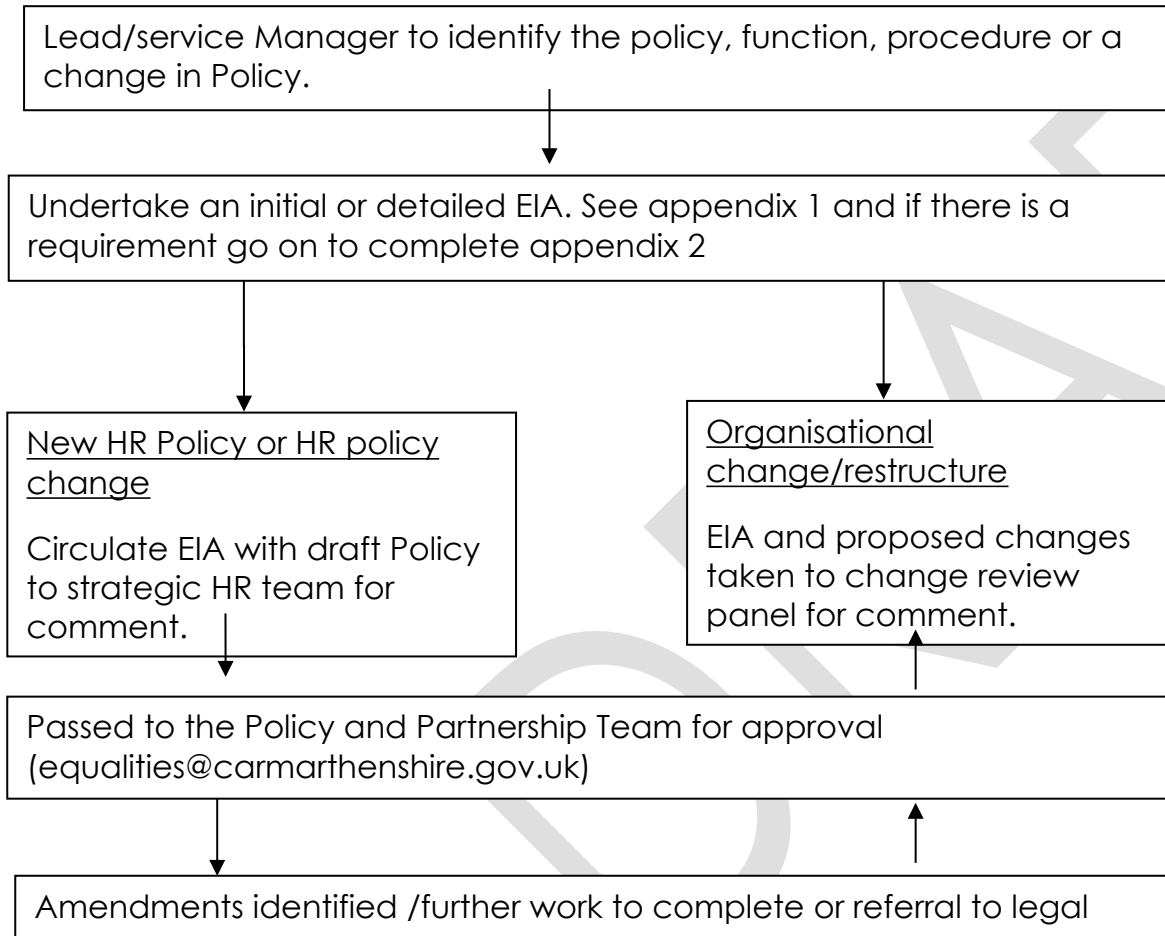 Lead/service Manager to identify the policy, function, procedure or a
change in Policy.
Undertake an initial or detailed EIA. See appendix 1 and if there is a
requirement go on to complete appendix 2
New HR Policy or HR policy
change
Circulate EIA with draft Policy
to strategic HR team for
comment.
Organisational
change/restructure
EIA and proposed changes
taken to change review
panel for comment.
Passed to the Policy and Partnership Team for approval
(equalities@carmarthenshire.gov.uk)
Amendments identified /further work to complete or referral to legal